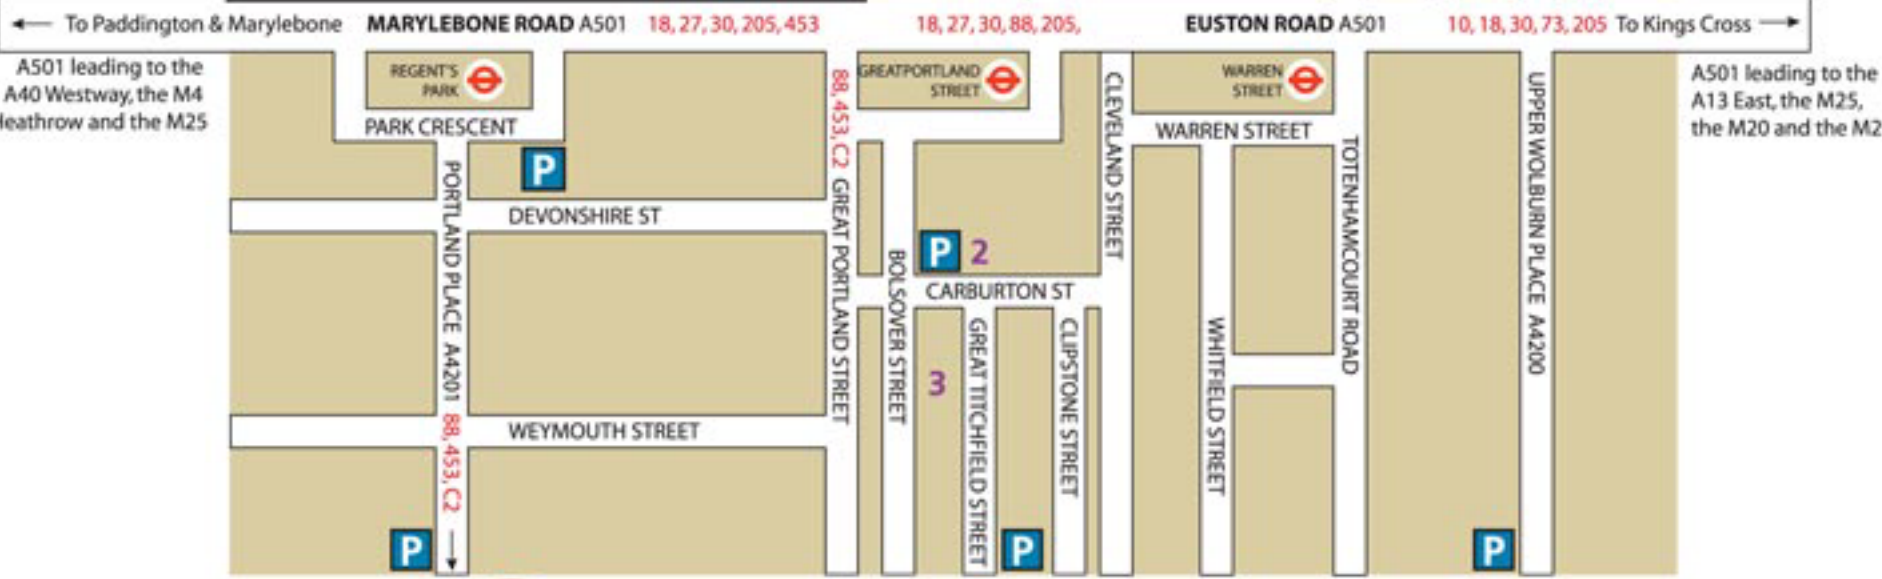 To Paddington & Marylebone MARYLEBONE ROAD A501 18, 27, 30, 205, 453 18, 27, 30, 88, 205, EUSTON ROAD A501 10, 18, 30, 73, 205 To Kings Cross
A501 leading to the
A40 Westway, the M4
Heathrow and the M25
REGENT'S
PARK
GREATPORTLAND
STREET
WARREN
STREET
A501 leading to the
A13 East, the M25,
the M20 and the M2
PARK CRESCENT
WARREN STREET
P
DEVONSHIRE ST
P 2
CARBURTON ST
3
WEYMOUTH STREET
PORTLAND PLACE A4201 88, 453, C2
88, 453, C2 GREAT PORTLAND STREET
BOLSOVER STREET
GREAT TITCHFIELD STREET
CLIPSTONE STREET
CLEVELAND STREET
WHITFIELD STREET
TOTENHAMCOURT ROAD
UPPER WOLBURN PLACE A4200
P
P
P